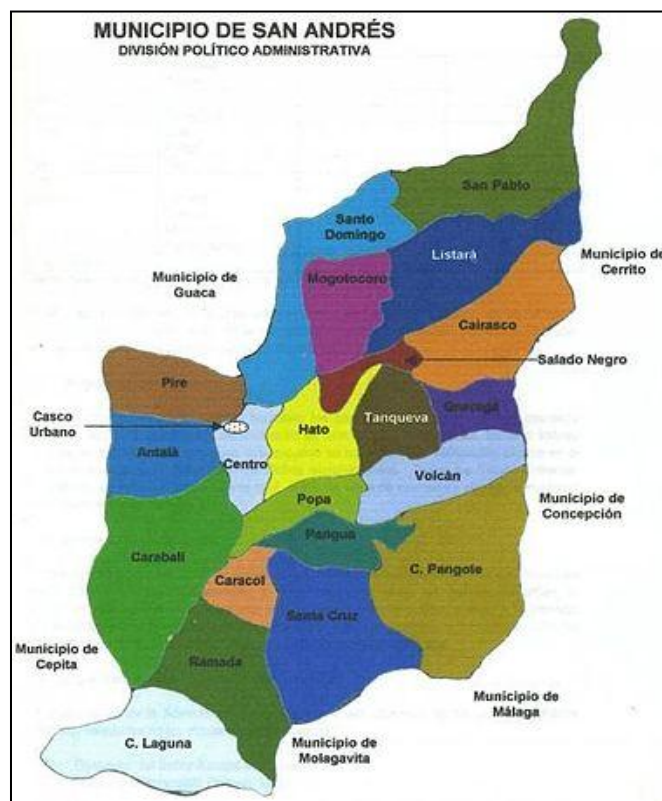 MUNICIPIO DE SAN ANDRÉS
DIVISIÓN POLÍTICO ADMINISTRATIVA
San Pablo
Santo
Domingo
Listará
Municipio de
Cerrito
Mogotocoro
Municipio de
Guaca
Cairasco
Salado Negro
Pire
Casco
Urbano
Hato
Tanqueva
Antalá
Centro
Volcán
Popa
Municipio de
Concepción
Pangua
Carabalí
C. Pangote
Caracol
Santa Cruz
Municipio de
Cepita
Ramada
Municipio de
Málaga
C. Laguna
Municipio de
Molagavita